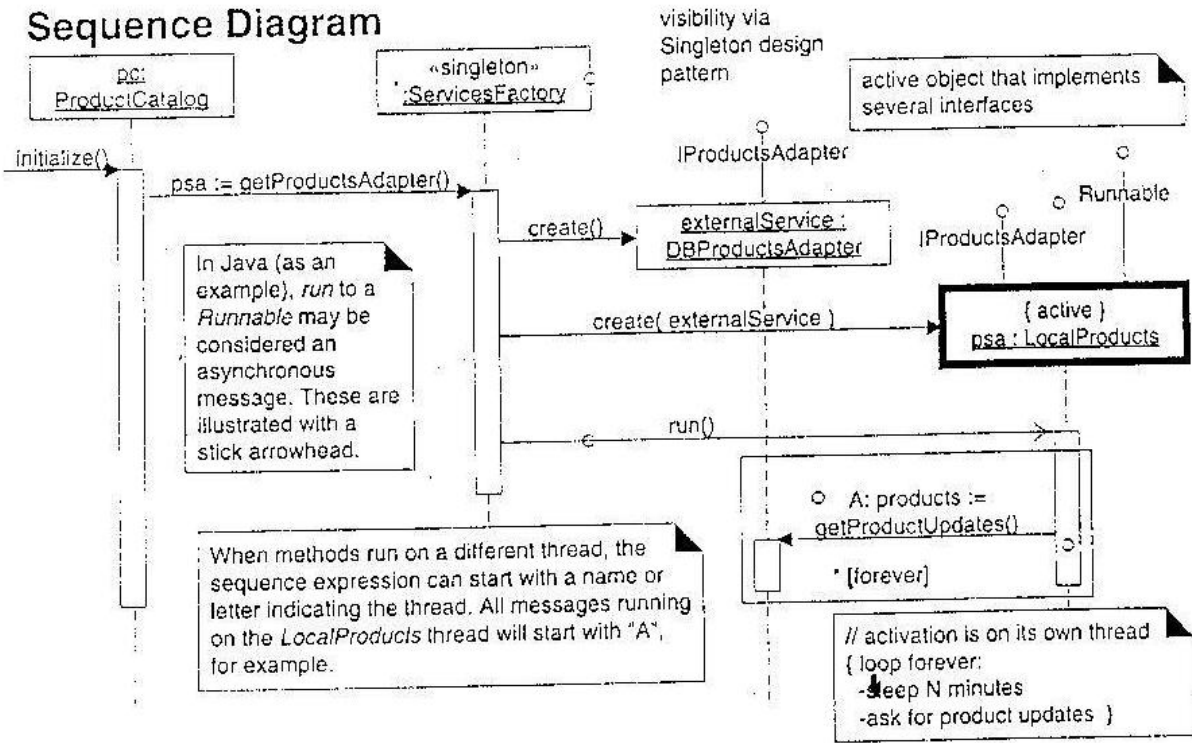 Sequence Diagram
visibility via
Singleton design
pattern
pc:
ProductCatalog
«singleton»
:ServicesFactory
active object that implements
several interfaces
IProductsAdapter
Runnable
IProductsAdapter
initialize()
psa := getProductsAdapter()
create()
externalService :
DBProductsAdapter
In Java (as an
example), run to a
Runnable may be
considered an
asynchronous
message. These are
illustrated with a
stick arrowhead.
create( externalService )
{ active }
psa : LocalProducts
run()
A: products :=
getProductUpdates()
* [forever]
When methods run on a different thread, the
sequence expression can start with a name or
letter indicating the thread. All messages running
on the LocalProducts thread will start with "A",
for example.
// activation is on its own thread
{ loop forever:
-sleep N minutes
-ask for product updates }